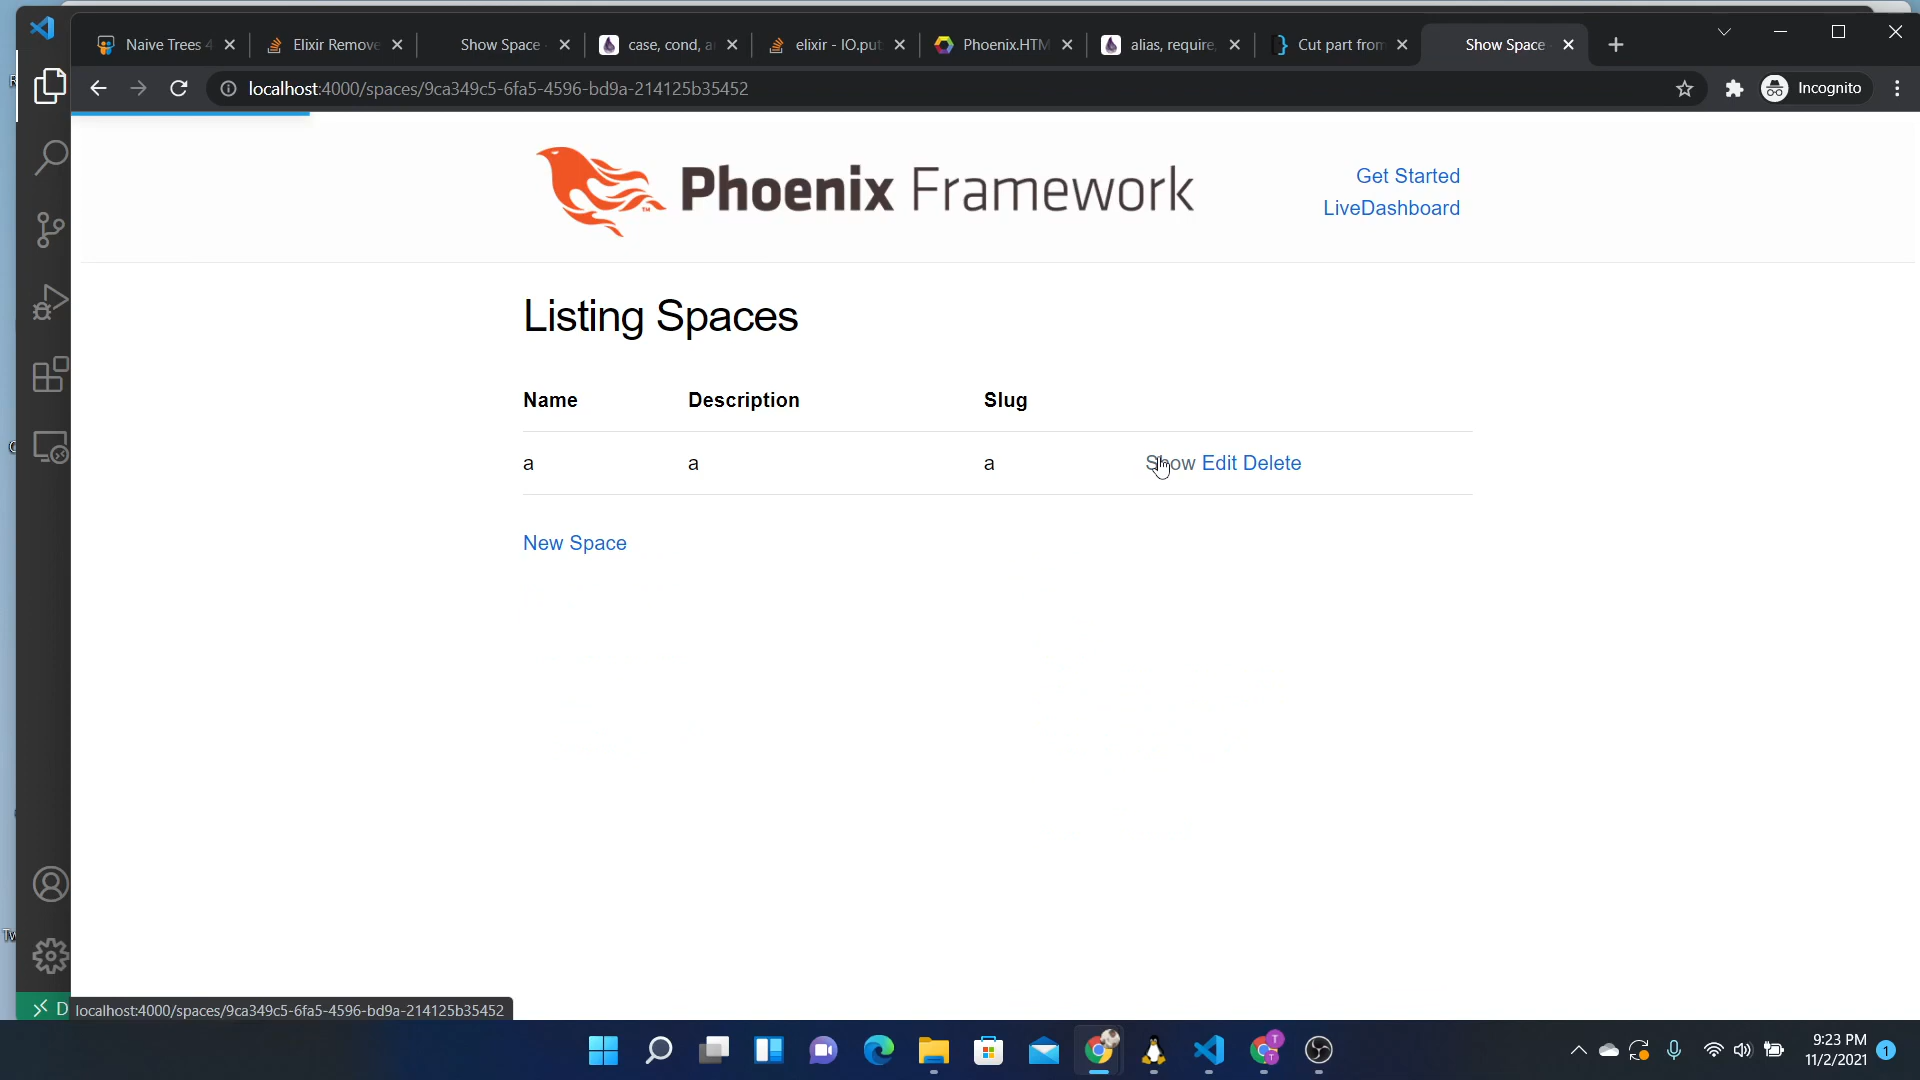 Naive Trees 4
Elixir Remove
Show Space
case, cond, a
elixir - IO.put
Phoenix.HTM
alias, require,
Cut part from
Show Space
localhost:4000/spaces/9ca349c5-6fa5-4596-bd9a-214125b35452
Incognito
Phoenix Framework
TM
Get Started
LiveDashboard
Listing Spaces
Name Description Slug
a a a Show Edit Delete
New Space
D
localhost:4000/spaces/9ca349c5-6fa5-4596-bd9a-214125b35452
T
T
9:23 PM
11/2/2021
1